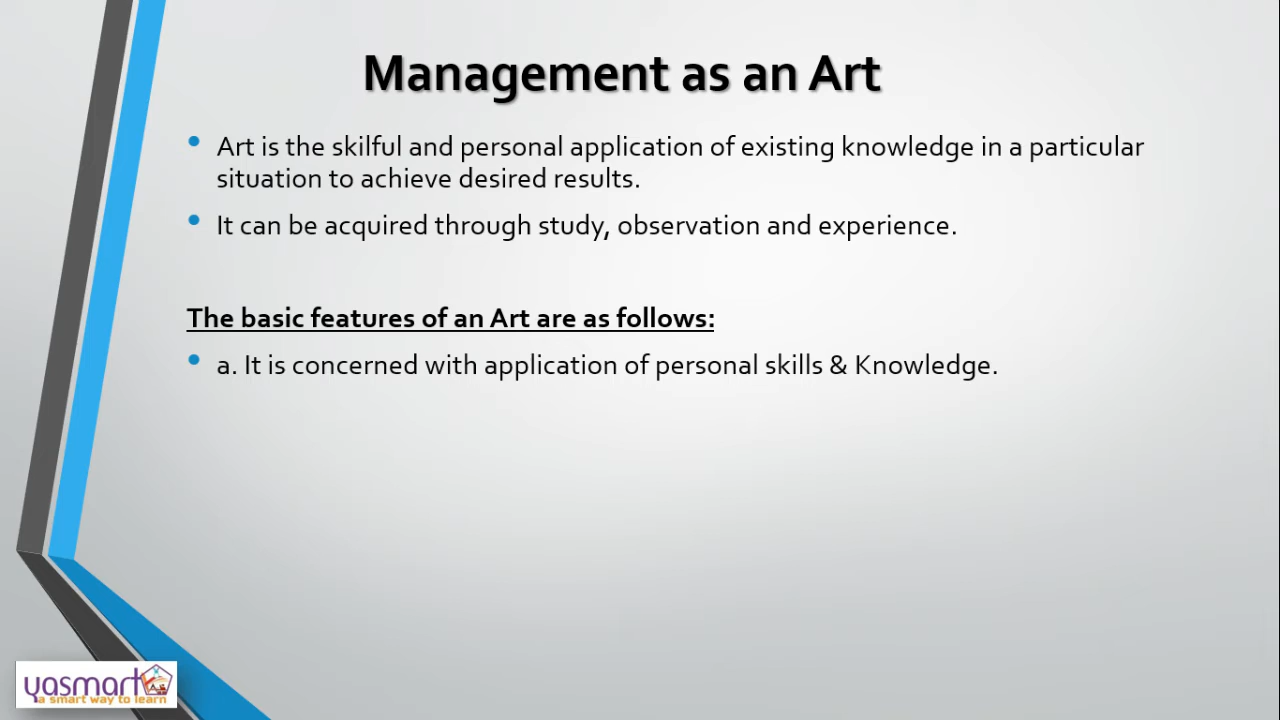 Management as an Art
• Art is the skilful and personal application of existing knowledge in a particular
situation to achieve desired results.
• It can be acquired through study, observation and experience.
The basic features of an Art are as follows:
• a. It is concerned with application of personal skills & Knowledge.
yasmart
a smart way to learn